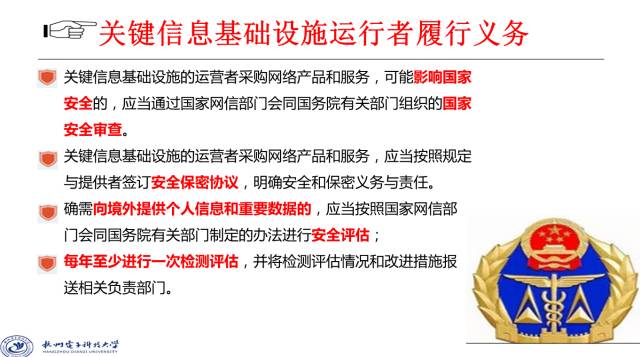 关键信息基础设施运行者履行义务
关键信息基础设施的运营者采购网络产品和服务，可能影响国家
安全的，应当通过国家网信部门会同国务院有关部门组织的国家
安全审查。
关键信息基础设施的运营者采购网络产品和服务，应当按照规定
与提供者签订安全保密协议，明确安全和保密义务与责任。
确需向境外提供个人信息和重要数据的，应当按照国家网信部
门会同国务院有关部门制定的办法进行安全评估；
每年至少进行一次检测评估，并将检测评估情况和改进措施报
送相关负责部门。
杭州电子科技大学
HANGZHOU DIANZI UNIVERSITY